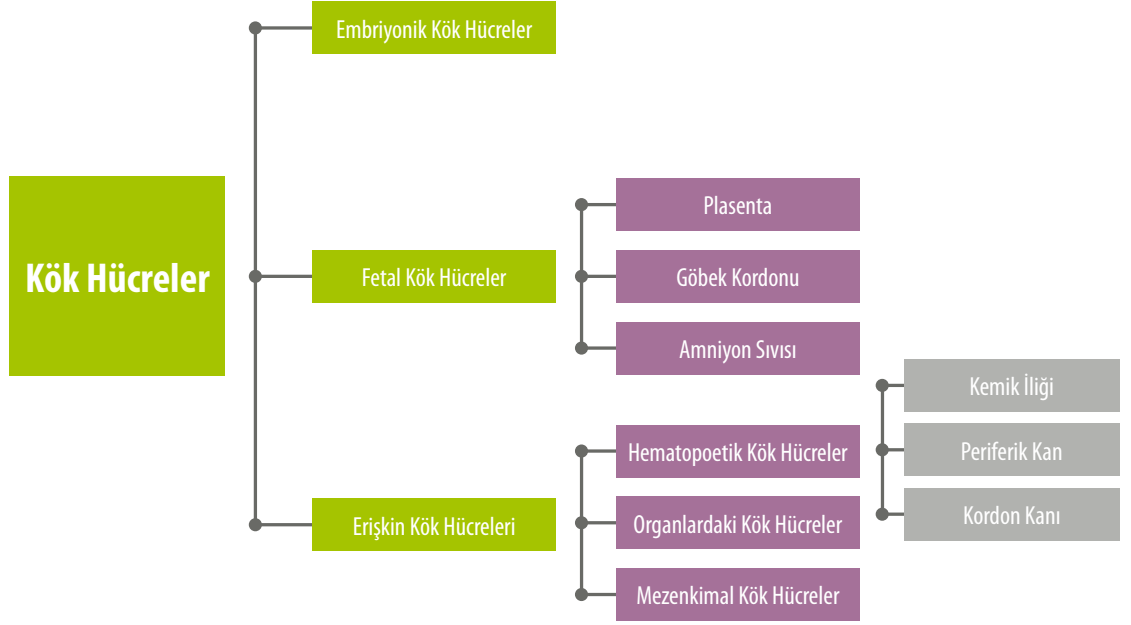 Kök Hücreler
Embriyonik Kök Hücreler
Fetal Kök Hücreler
Plasenta
Göbek Kordonu
Amniyon Sıvısı
Erişkin Kök Hücreleri
Hematopoetik Kök Hücreler
Kemik İliği
Periferik Kan
Kordon Kanı
Organlardaki Kök Hücreler
Mezenkimal Kök Hücreler